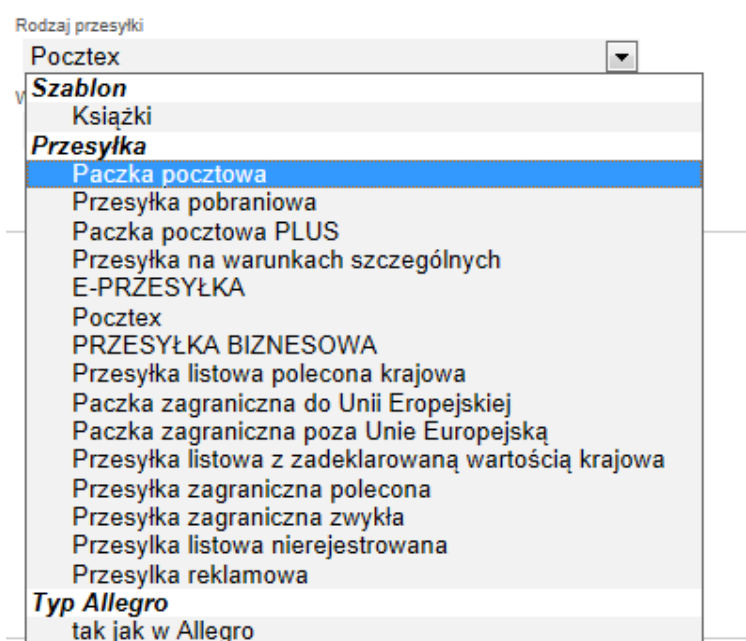 Rodzaj przesyłki
Pocztex
Szablon
Książki
Przesyłka
Paczka pocztowa
Przesyłka pobraniowa
Paczka pocztowa PLUS
Przesyłka na warunkach szczególnych
E-PRZESYŁKA
Pocztex
PRZESYŁKA BIZNESOWA
Przesyłka listowa polecona krajowa
Paczka zagraniczna do Unii Eropejskiej
Paczka zagraniczna poza Unie Europejską
Przesyłka listowa z zadeklarowaną wartością krajowa
Przesyłka zagraniczna polecona
Przesyłka zagraniczna zwykła
Przesylka listowa nierejestrowana
Przesylka reklamowa
Typ Allegro
tak jak w Allegro